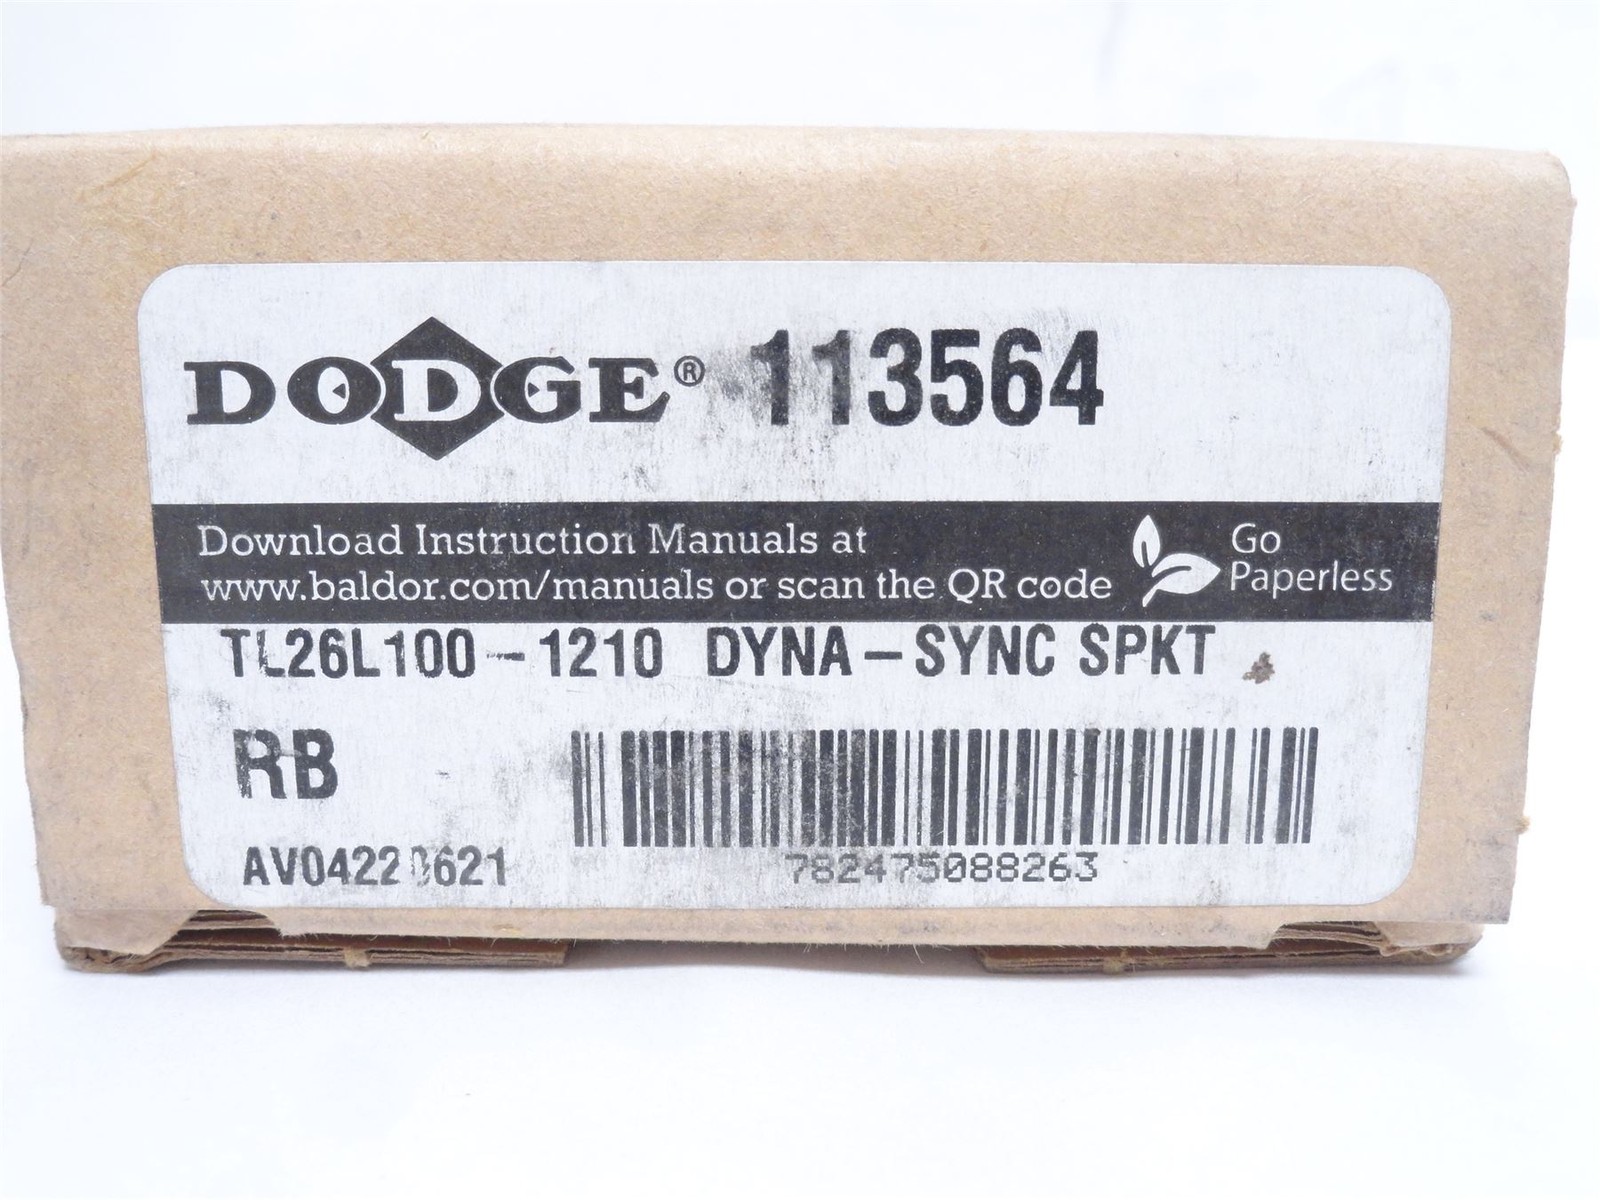 DODGE® 113564
Download Instruction Manuals at
www.baldor.com/manuals or scan the QR code
Go
Paperless
TL26L100-1210 DYNA-SYNC SPKT
RB
782475088263